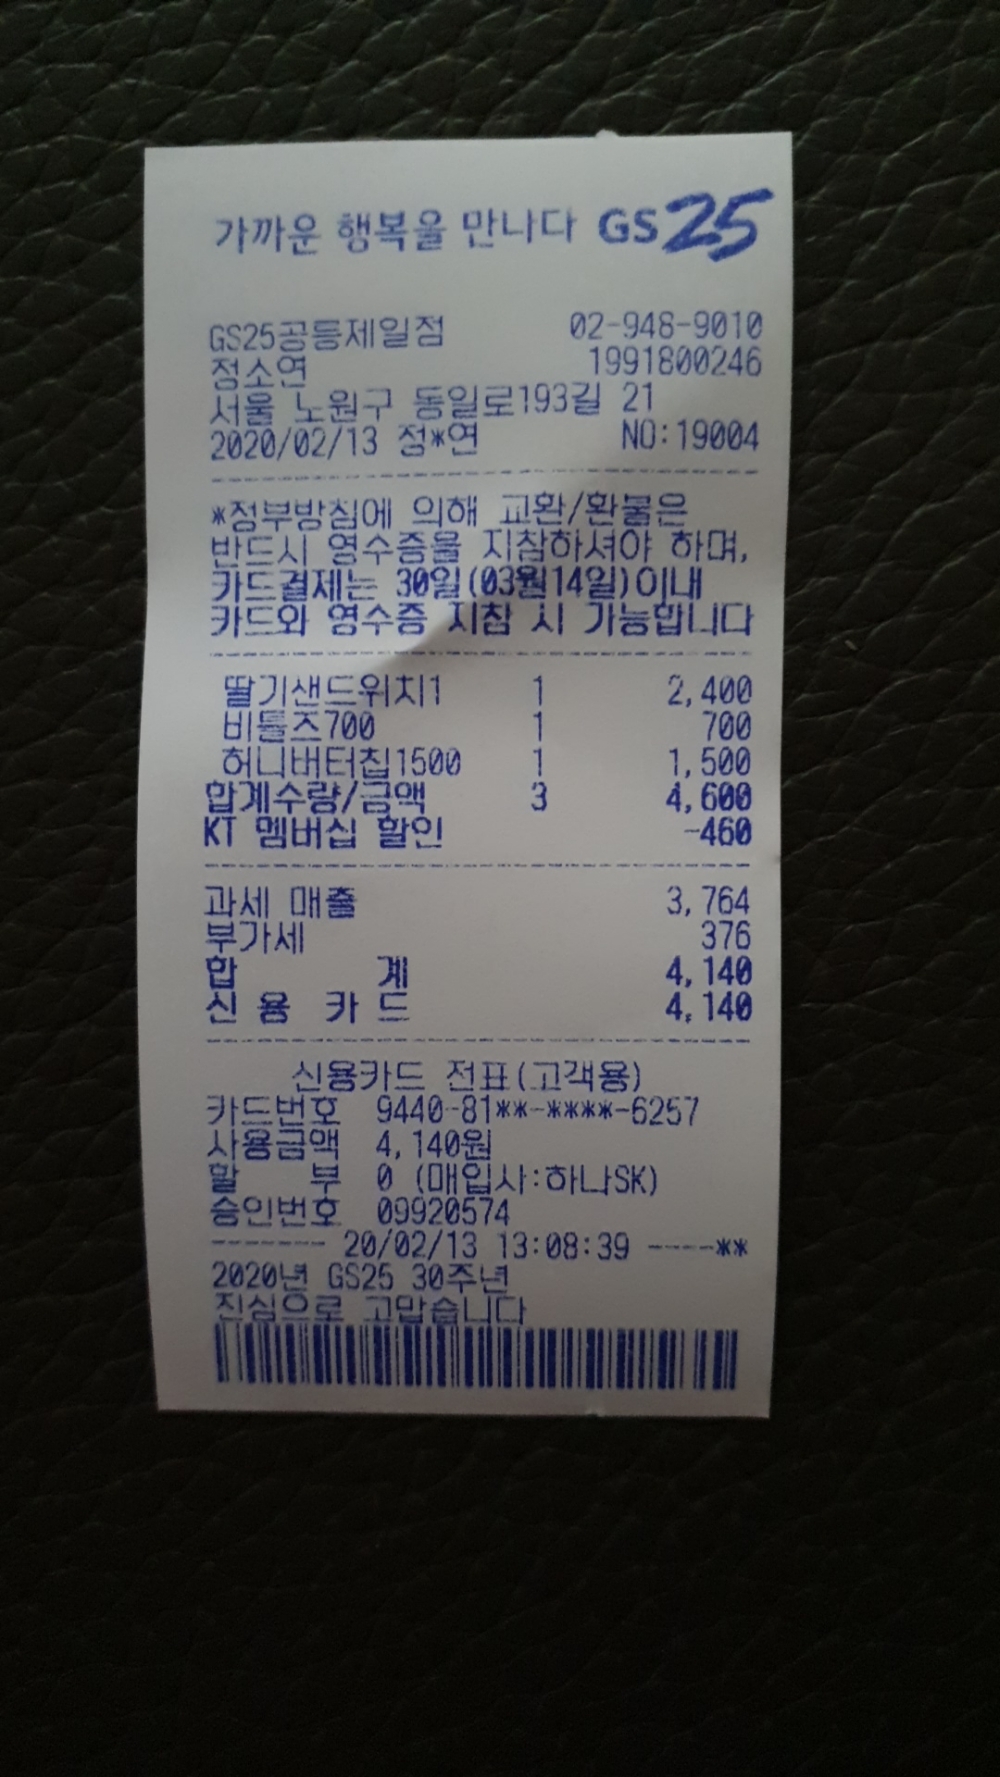 가까운 행복을 만나다 GS25
GS25공릉제일점 02-948-9010
정소연 1991800246
서울 노원구 동일로193길 21
2020/02/13 정*연 NO:19004
*정부방침에 의해 교환/환불은
반드시 영수증을 지참하셔야 하며,
카드결제는 30일(03월14일)이내
카드와 영수증 지참 시 가능합니다
딸기샌드위치1 1 2,400
비틀즈700 1 700
허니버터칩1500 1 1,500
합계수량/금액 3 4,600
KT 멤버십 할인 -460
과세 매출 3,764
부가세 376
합 계 4,140
신 용 카 드 4,140
신용카드 전표(고객용)
카드번호 9440-81**-****-6257
사용금액 4,140원
할 부 0 (매입사:하나SK)
승인번호 09920574
------- 20/02/13 13:08:39 ----**
2020년 GS25 30주년
진심으로 고맙습니다